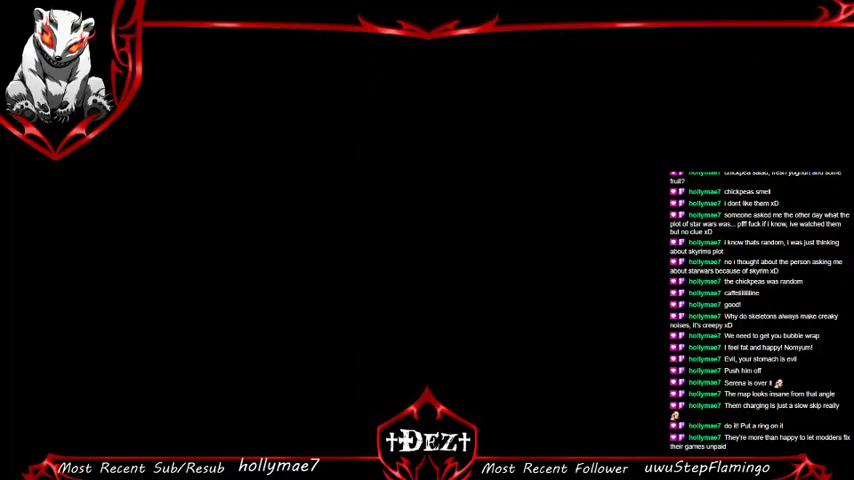 hollymae7 chickpea salad, fresh yoghurt and some
fruit?
hollymae7 chickpeas smell
hollymae7 i dont like them xD
hollymae7 someone asked me the other day what the
plot of star wars was... pfff fuck if i know, ive watched them
but no clue xD
hollymae7 i know thats random, i was just thinking
about skyrims plot
hollymae7 no i thought about the person asking me
about starwars because of skyrim xD
hollymae7 the chickpeas was random
hollymae7 caffeiiiiiiiine
hollymae7 good!
hollymae7 Why do skeletons always make creaky
noises, it's creepy xD
hollymae7 We need to get you bubble wrap
hollymae7 I feel fat and happy! Nomyum!
hollymae7 Evil, your stomach is evil
hollymae7 Push him off
hollymae7 Serena is over it
hollymae7 The map looks insane from that angle
hollymae7 Them charging is just a slow skip really
hollymae7 do it! Put a ring on it
hollymae7 They're more than happy to let modders fix
their games unpaid
†DEZ†
Most Recent Sub/Resub hollymae7
Most Recent Follower uwuStepFlamingo